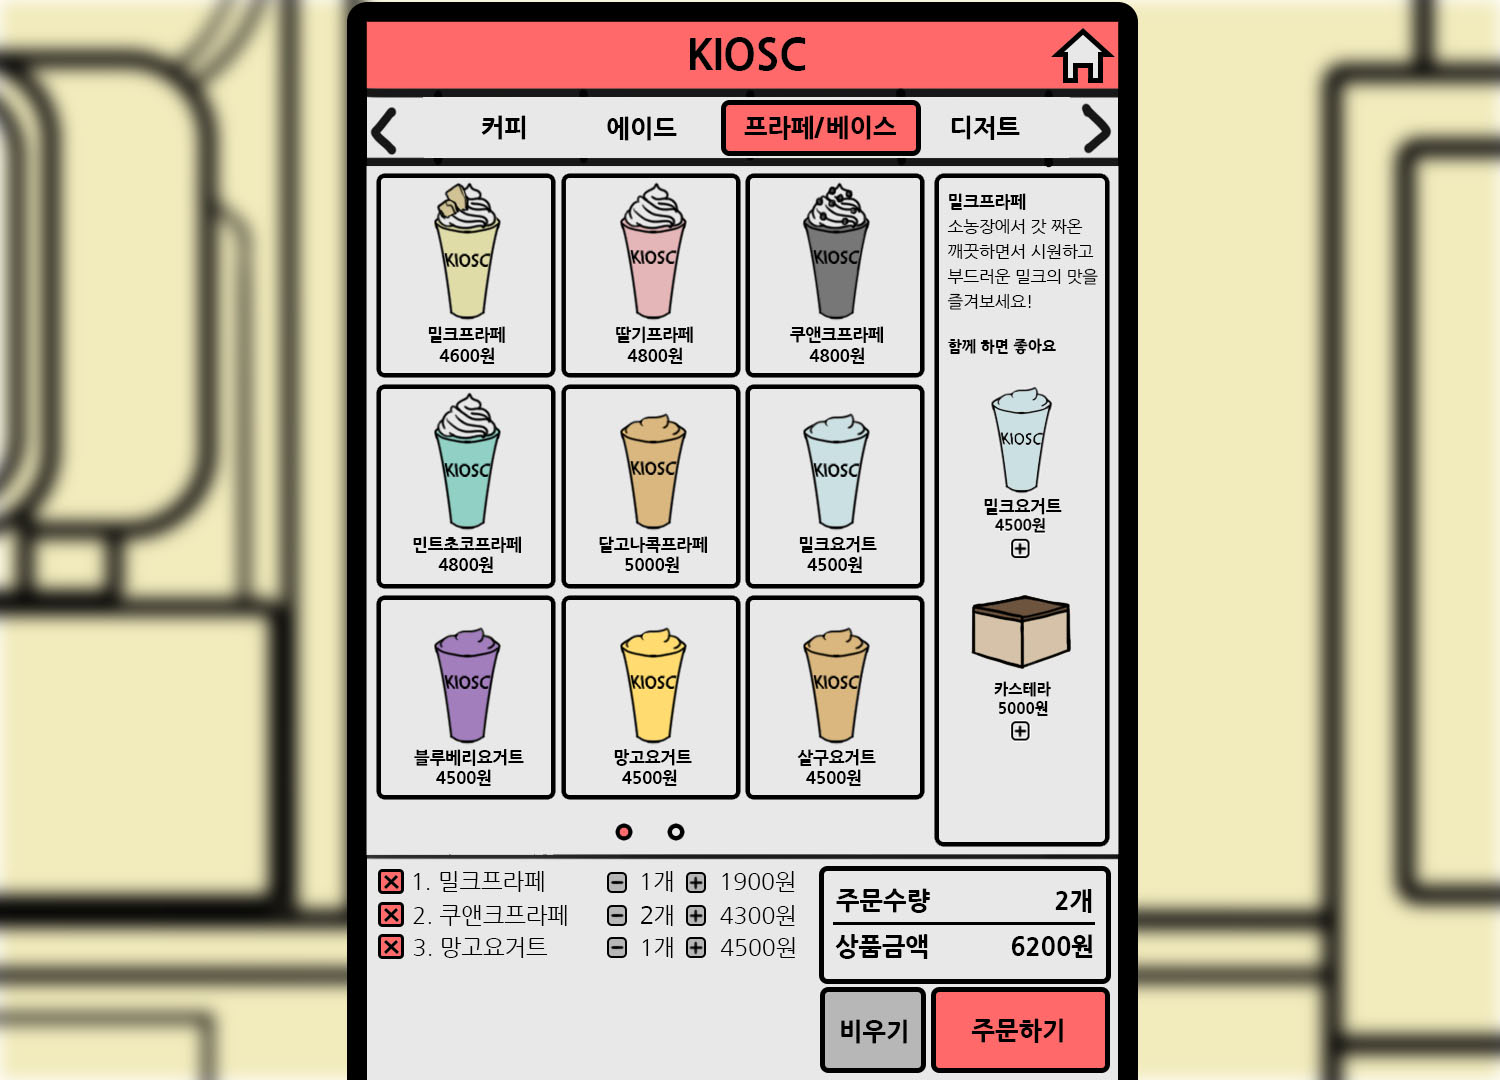 KIOSC
커피 에이드 프라페/베이스 디저트
KIOSC KIOSC KIOSC
밀크프라페 딸기프라페 쿠앤크프라페
4600원 4800원 4800원
KIOSC KIOSC KIOSC
민트초코프라페 달고나콕프라페 밀크요거트
4800원 5000원 4500원
KIOSC KIOSC KIOSC
블루베리요거트 망고요거트 살구요거트
4500원 4500원 4500원
밀크프라페
소농장에서 갓 짜온
깨끗하면서 시원하고
부드러운 밀크의 맛을
즐겨보세요!
함께 하면 좋아요
KIOSC
밀크요거트
4500원
카스테라
5000원
1. 밀크프라페 1개 1900원
2. 쿠앤크프라페 2개 4300원
3. 망고요거트 1개 4500원
주문수량 2개
상품금액 6200원
비우기 주문하기